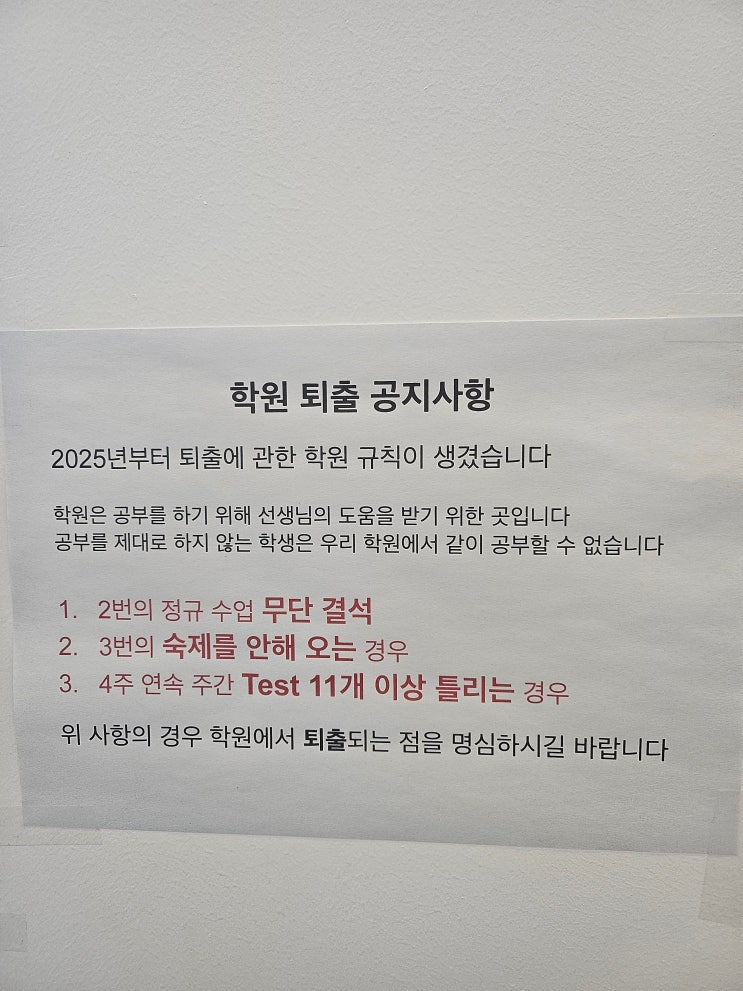 학원 퇴출 공지사항
2025년부터 퇴출에 관한 학원 규칙이 생겼습니다
학원은 공부를 하기 위해 선생님의 도움을 받기 위한 곳입니다
공부를 제대로 하지 않는 학생은 우리 학원에서 같이 공부할 수 없습니다
1. 2번의 정규 수업 무단 결석
2. 3번의 숙제를 안해 오는 경우
3. 4주 연속 주간 Test 11개 이상 틀리는 경우
위 사항의 경우 학원에서 퇴출되는 점을 명심하시길 바랍니다